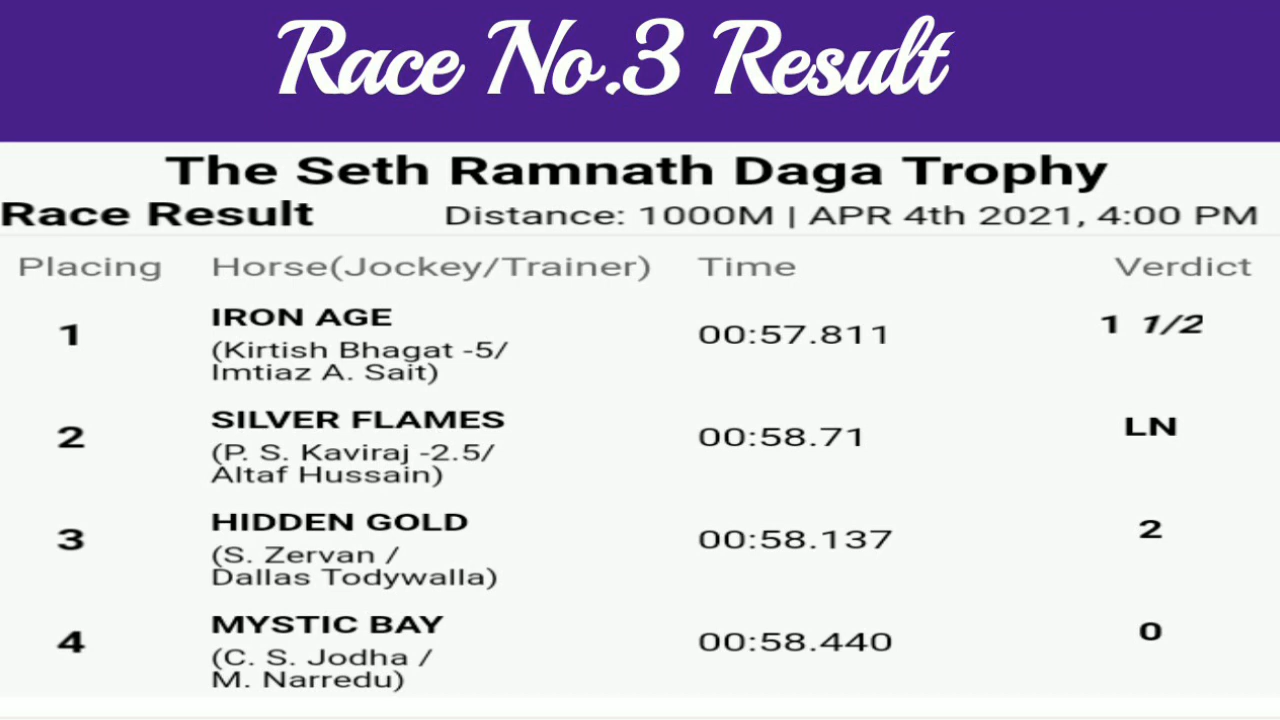 Race No.3 Result
The Seth Ramnath Daga Trophy
Race Result Distance: 1000M | APR 4th 2021, 4:00 PM
Placing Horse(Jockey/Trainer) Time Verdict
1 IRON AGE 00:57.811 1 1/2
(Kirtish Bhagat -5/
Imtiaz A. Sait)
2 SILVER FLAMES 00:58.71 LN
(P. S. Kaviraj -2.5/
Altaf Hussain)
3 HIDDEN GOLD 00:58.137 2
(S. Zervan /
Dallas Todywalla)
4 MYSTIC BAY 00:58.440 0
(C. S. Jodha /
M. Narredu)